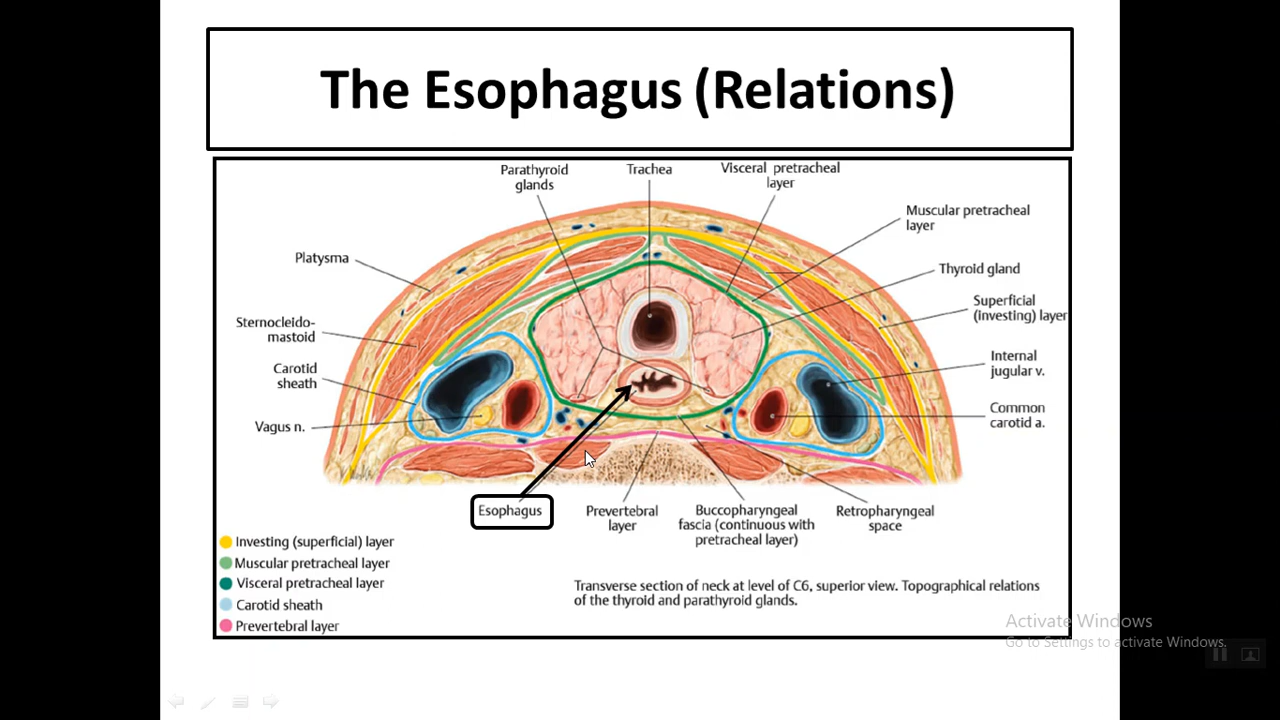 The Esophagus (Relations)
Parathyroid
glands
Trachea
Visceral pretracheal
layer
Muscular pretracheal
layer
Platysma
Thyroid gland
Superficial
(investing) layer
Sternocleido-
mastoid
Internal
jugular v.
Carotid
sheath
Common
carotid a.
Vagus n.
Esophagus
Prevertebral
layer
Buccopharyngeal
fascia (continuous with
pretracheal layer)
Retropharyngeal
space
Investing (superficial) layer
Muscular pretracheal layer
Visceral pretracheal layer
Carotid sheath
Prevertebral layer
Transverse section of neck at level of C6, superior view. Topographical relations
of the thyroid and parathyroid glands.
Activate Windows
Go to Settings to activate Windows.